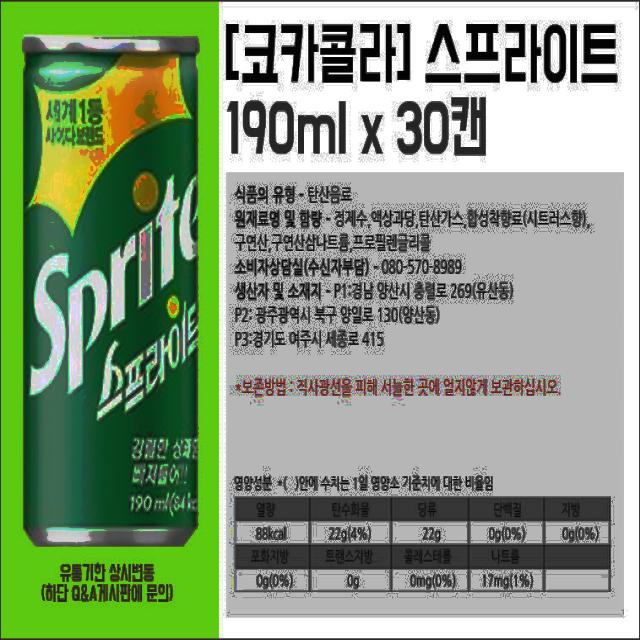 [코카콜라] 스프라이트
190ml x 30캔
세계1등
사이다브랜드
Sprite
스프라이트
강렬한 상쾌함
190 ml(84kc
유통기한 상시변동
(하단 Q&A게시판에 문의)
식품의 유형 - 탄산음료
원재료명 및 함량 - 정제수,액상과당,탄산가스,합성착향료(시트러스향),
구연산,구연산삼나트륨,프로필렌글리콜
소비자상담실(수신자부담) - 080-570-8989
생산자 및 소재지 - P1:경남 양산시 충렬로 269(유산동)
P2: 광주광역시 북구 양일로 130(양산동)
P3:경기도 여주시 세종로 415
*보존방법 : 직사광선을 피해 서늘한 곳에 얼지않게 보관하십시오.
영양성분 *( )안에 수치는 1일 영양소 기준치에 대한 비율임
열량 탄수화물 당류 단백질 지방
88kcal 22g(4%) 22g 0g(0%) 0g(0%)
포화지방 트랜스지방 콜레스테롤 나트륨
0g(0%) 0g 0mg(0%) 17mg(1%)